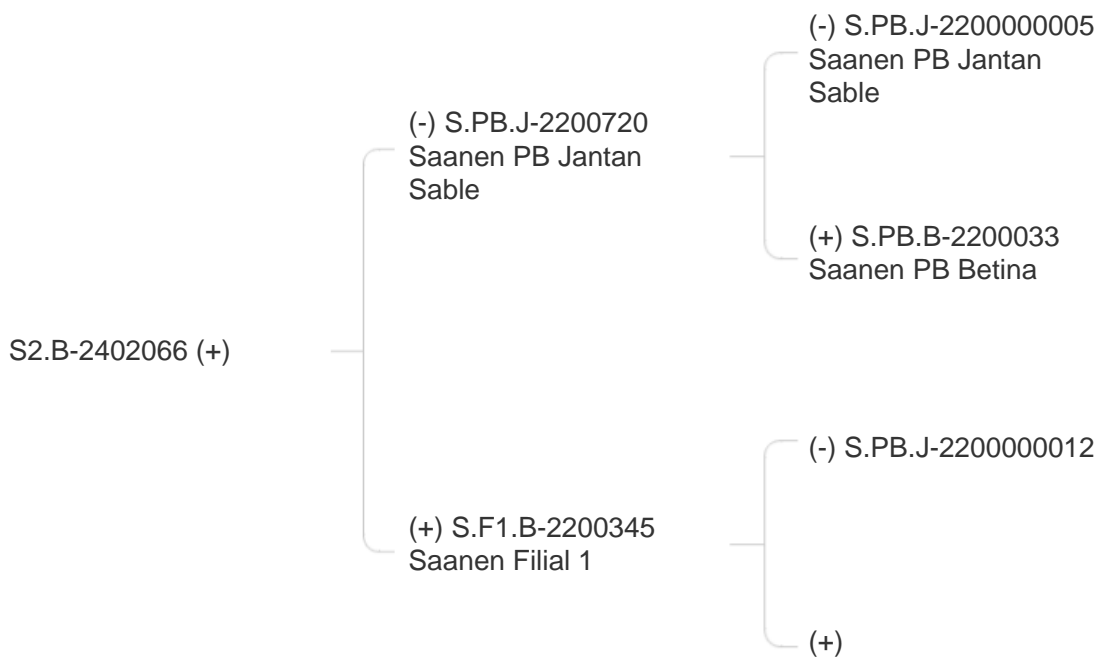 (-) S.PB.J-2200000005
Saanen PB Jantan
Sable
(-) S.PB.J-2200720
Saanen PB Jantan
Sable
(+) S.PB.B-2200033
Saanen PB Betina
S2.B-2402066 (+)
(-) S.PB.J-2200000012
(+) S.F1.B-2200345
Saanen Filial 1
(+)